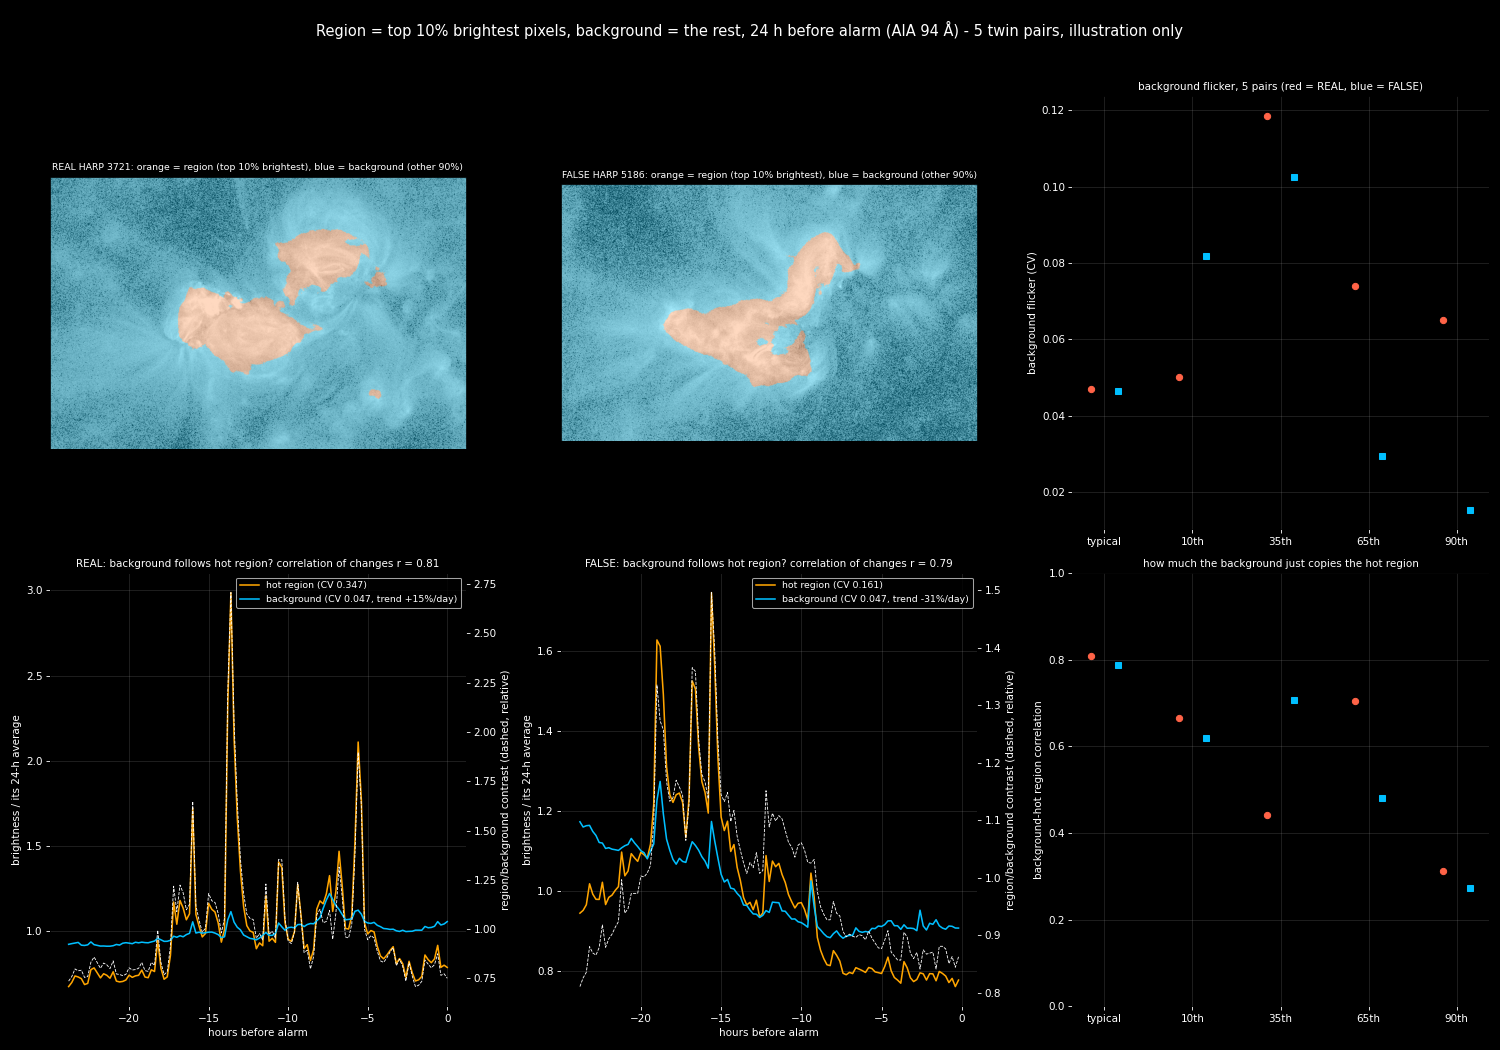 Region = top 10% brightest pixels, background = the rest, 24 h before alarm (AIA 94 Å) - 5 twin pairs, illustration only
REAL HARP 3721: orange = region (top 10% brightest), blue = background (other 90%)
FALSE HARP 5186: orange = region (top 10% brightest), blue = background (other 90%)
background flicker, 5 pairs (red = REAL, blue = FALSE)
background flicker (CV)
0.12
0.10
0.08
0.06
0.04
0.02
typical
10th
35th
65th
90th
REAL: background follows hot region? correlation of changes r = 0.81
hot region (CV 0.347)
background (CV 0.047, trend +15%/day)
brightness / its 24-h average
3.0
2.5
2.0
1.5
1.0
−20
−15
−10
−5
0
hours before alarm
2.75
2.50
2.25
2.00
1.75
1.50
1.25
1.00
0.75
region/background contrast (dashed, relative)
FALSE: background follows hot region? correlation of changes r = 0.79
hot region (CV 0.161)
background (CV 0.047, trend -31%/day)
brightness / its 24-h average
1.6
1.4
1.2
1.0
0.8
−20
−15
−10
−5
0
hours before alarm
1.5
1.4
1.3
1.2
1.1
1.0
0.9
0.8
region/background contrast (dashed, relative)
how much the background just copies the hot region
background-hot region correlation
1.0
0.8
0.6
0.4
0.2
0.0
typical
10th
35th
65th
90th